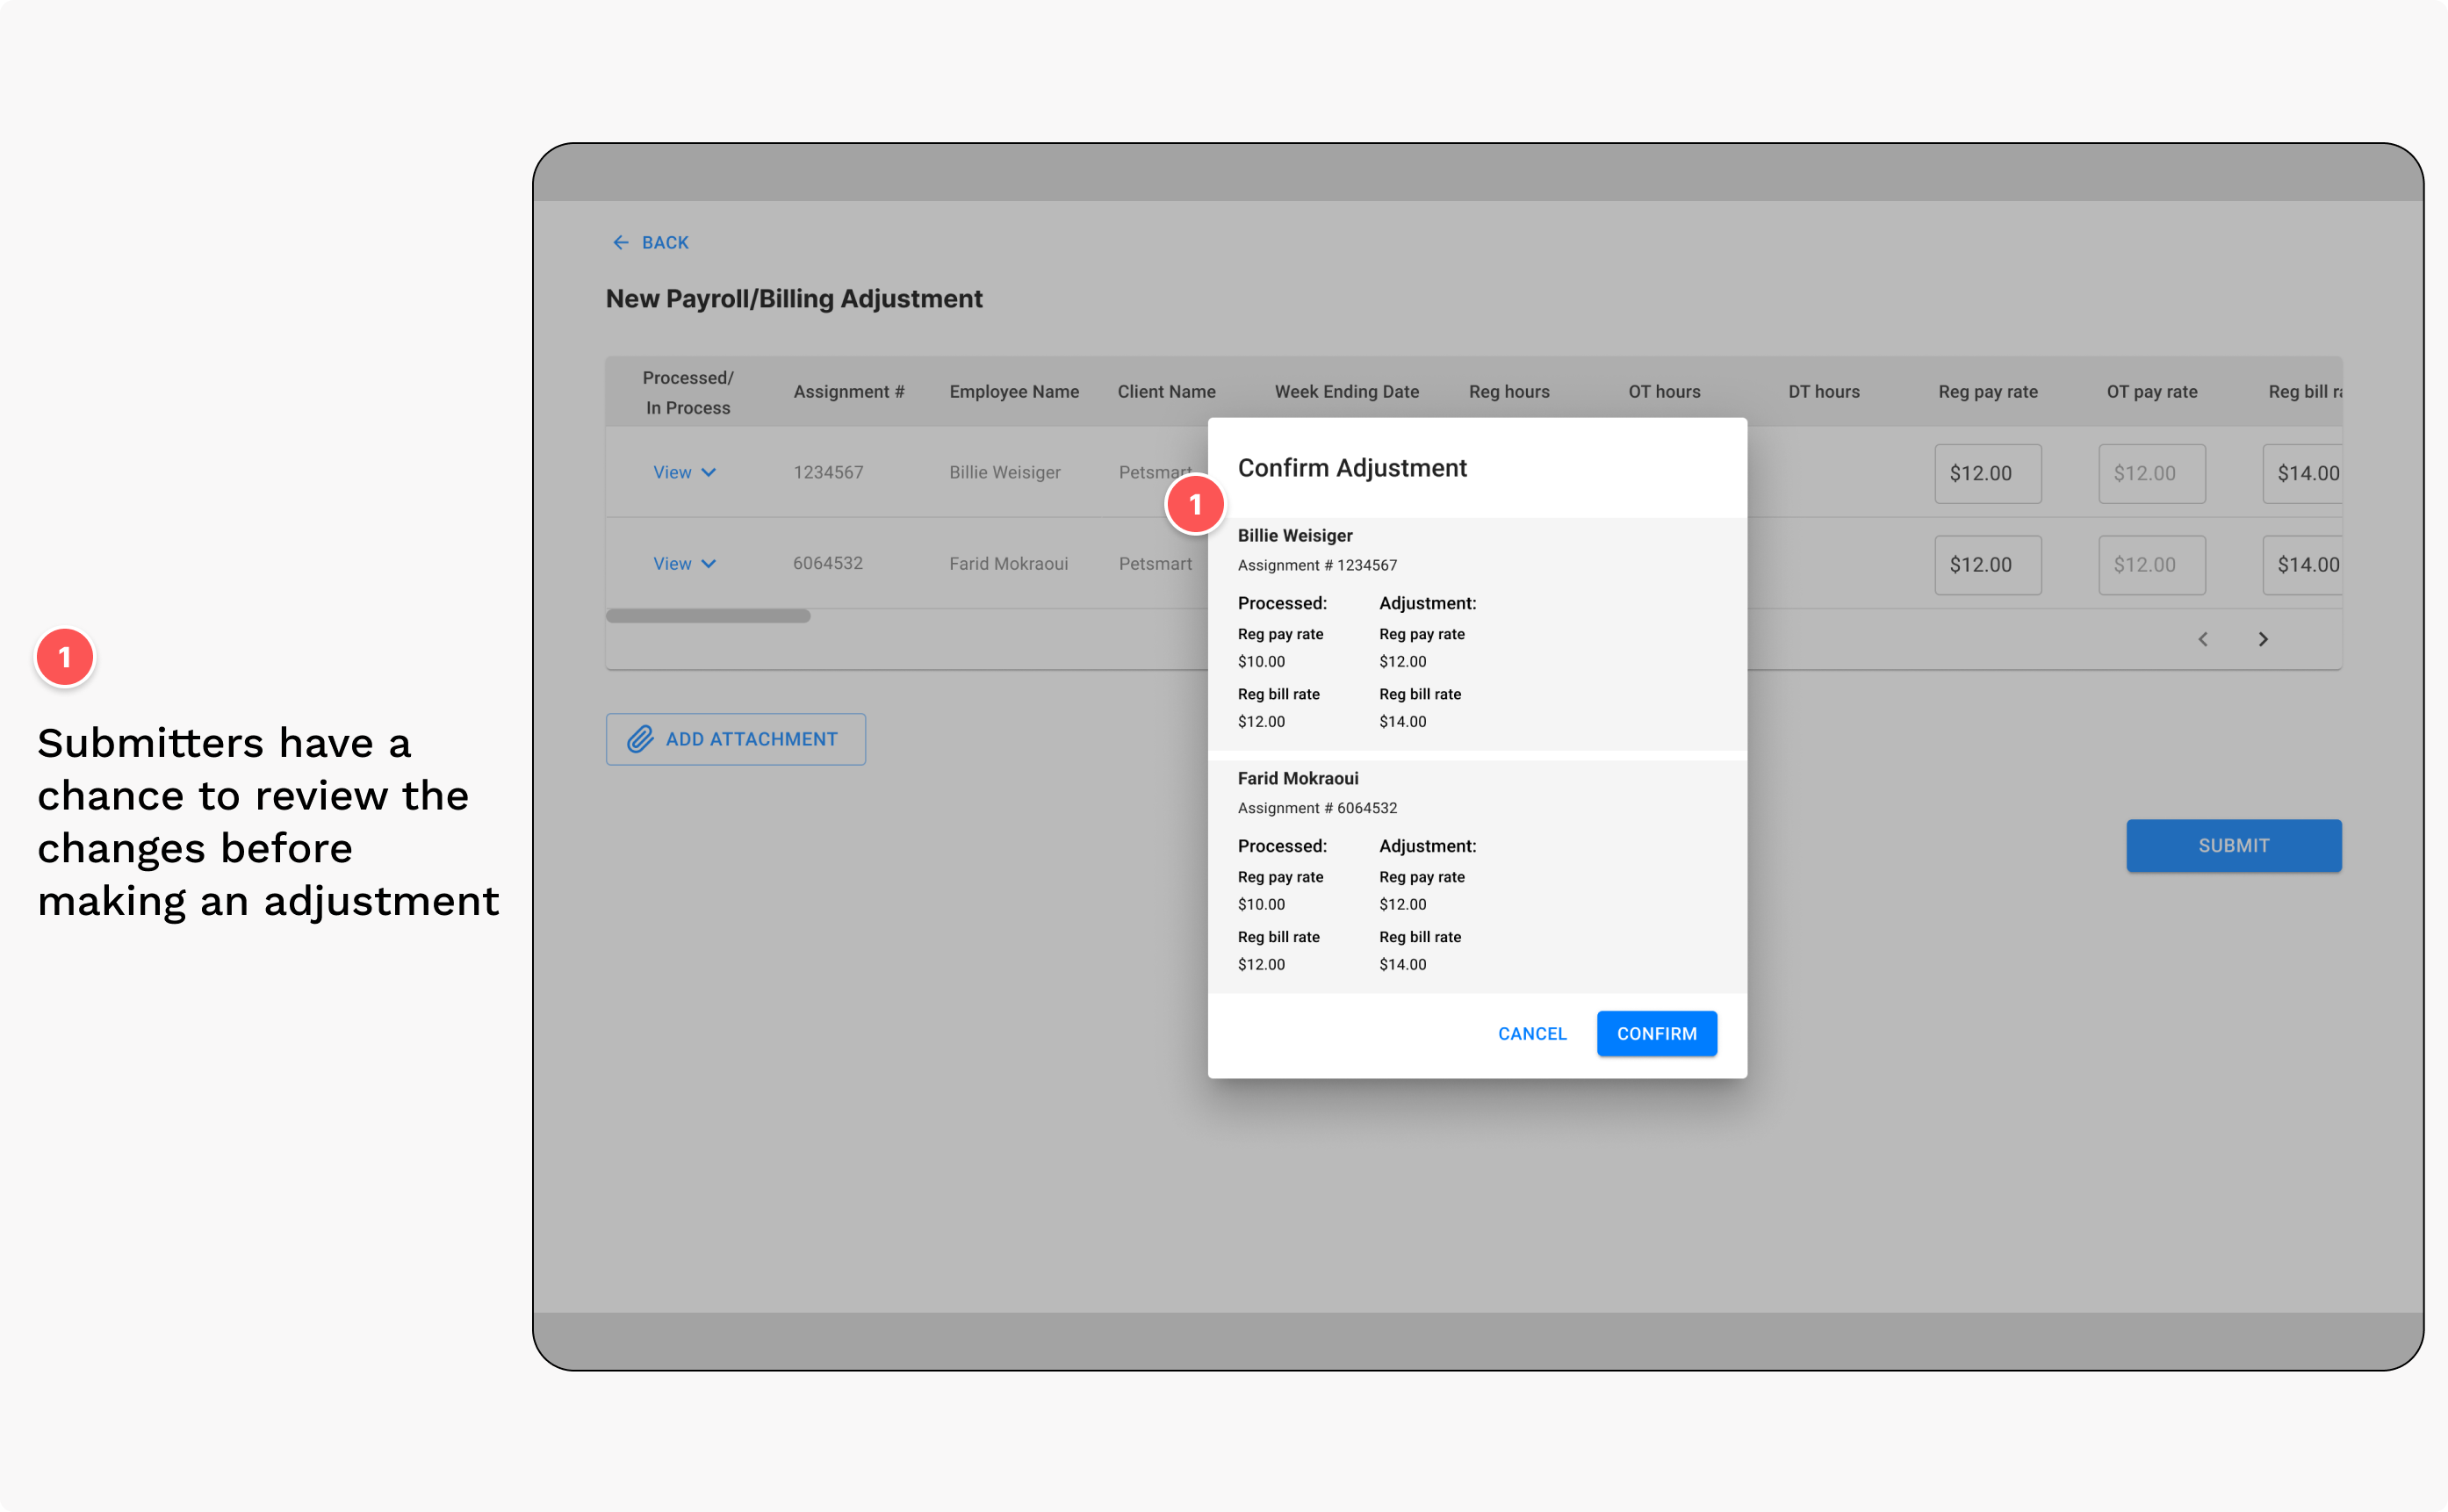 1
Submitters have a
chance to review the
changes before
making an adjustment
BACK
New Payroll/Billing Adjustment
Processed/
In Process
Assignment #
Employee Name
Client Name
Week Ending Date
Reg hours
OT hours
DT hours
Reg pay rate
OT pay rate
Reg bill ra
View
1234567
Billie Weisiger
Petsmart
$12.00
$12.00
$14.00
View
6064532
Farid Mokraoui
Petsmart
$12.00
$12.00
$14.00
ADD ATTACHMENT
SUBMIT
1
Confirm Adjustment
Billie Weisiger
Assignment # 1234567
Processed: Adjustment:
Reg pay rate Reg pay rate
$10.00 $12.00
Reg bill rate Reg bill rate
$12.00 $14.00
Farid Mokraoui
Assignment # 6064532
Processed: Adjustment:
Reg pay rate Reg pay rate
$10.00 $12.00
Reg bill rate Reg bill rate
$12.00 $14.00
CANCEL CONFIRM